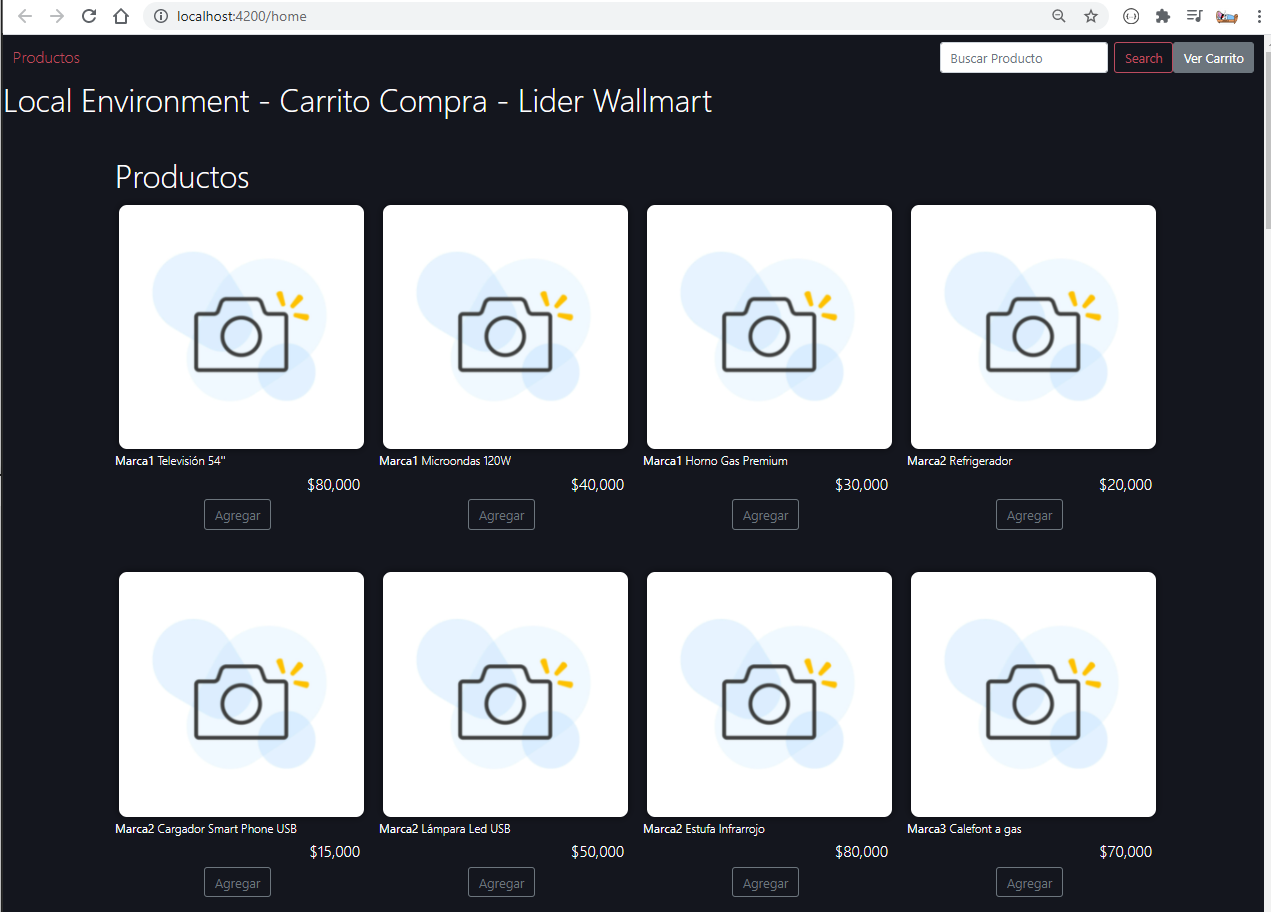 localhost:4200/home
Productos
Buscar Producto
Search
Ver Carrito
Local Environment - Carrito Compra - Lider Wallmart
Productos
Marca1 Televisión 54"
$80,000
Agregar
Marca1 Microondas 120W
$40,000
Agregar
Marca1 Horno Gas Premium
$30,000
Agregar
Marca2 Refrigerador
$20,000
Agregar
Marca2 Cargador Smart Phone USB
$15,000
Agregar
Marca2 Lámpara Led USB
$50,000
Agregar
Marca2 Estufa Infrarrojo
$80,000
Agregar
Marca3 Calefont a gas
$70,000
Agregar